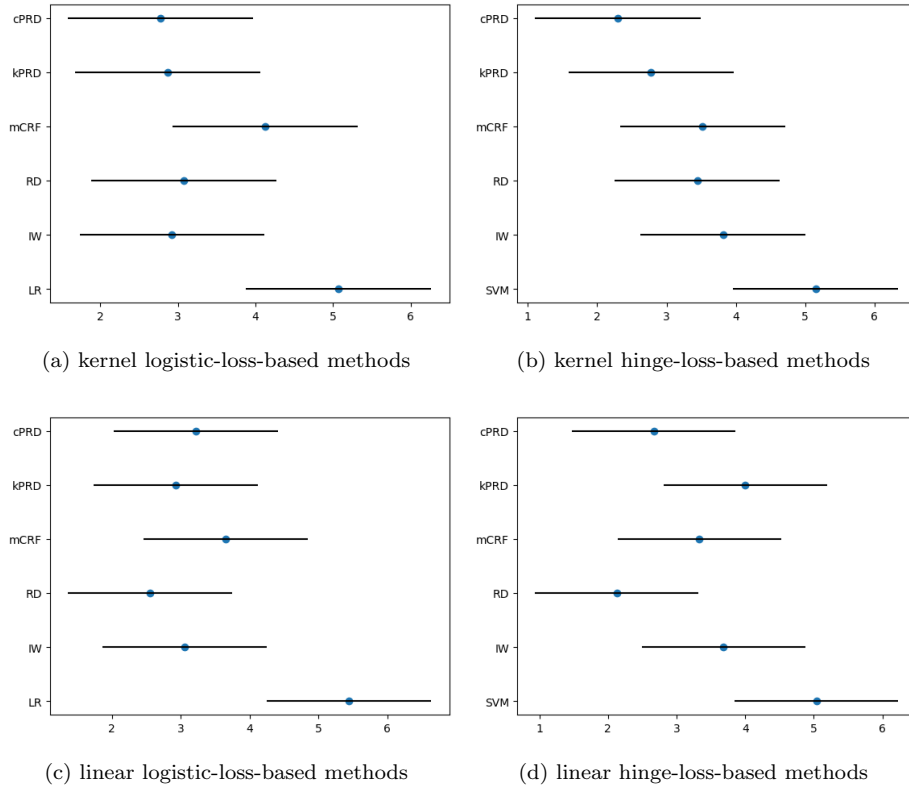 cPRD
kPRD
mCRF
RD
IW
LR
2 3 4 5 6
(a) kernel logistic-loss-based methods
cPRD
kPRD
mCRF
RD
IW
SVM
1 2 3 4 5 6
(b) kernel hinge-loss-based methods
cPRD
kPRD
mCRF
RD
IW
LR
2 3 4 5 6
(c) linear logistic-loss-based methods
cPRD
kPRD
mCRF
RD
IW
SVM
1 2 3 4 5 6
(d) linear hinge-loss-based methods